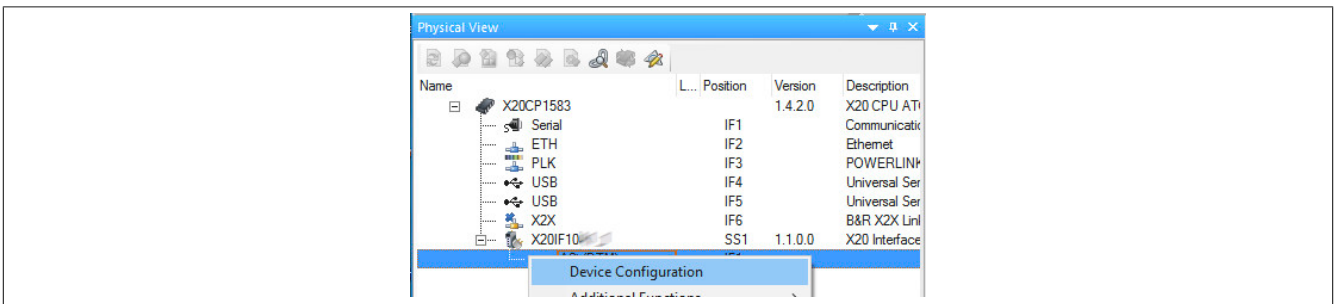 Physical View
Name L... Position Version Description
X20CP1583 1.4.2.0 X20 CPU AT
Serial IF1 Communicatio
ETH IF2 Ethernet
PLK IF3 POWERLINK
USB IF4 Universal Ser
USB IF5 Universal Ser
X2X IF6 B&R X2X Link
X20IF10 SS1 1.1.0.0 X20 Interface
Device Configuration
Additional Functions